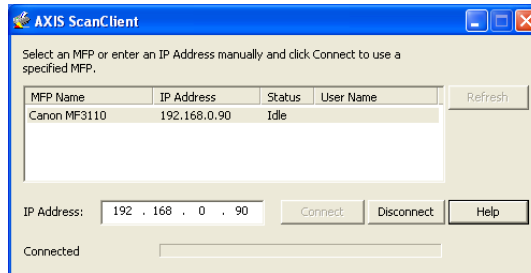 AXIS ScanClient
Select an MFP or enter an IP Address manually and click Connect to use a
specified MFP.
MFP Name IP Address Status User Name
Refresh
Canon MF3110 192.168.0.90 Idle
IP Address: 192 . 168 . 0 . 90 Connect Disconnect Help
Connected